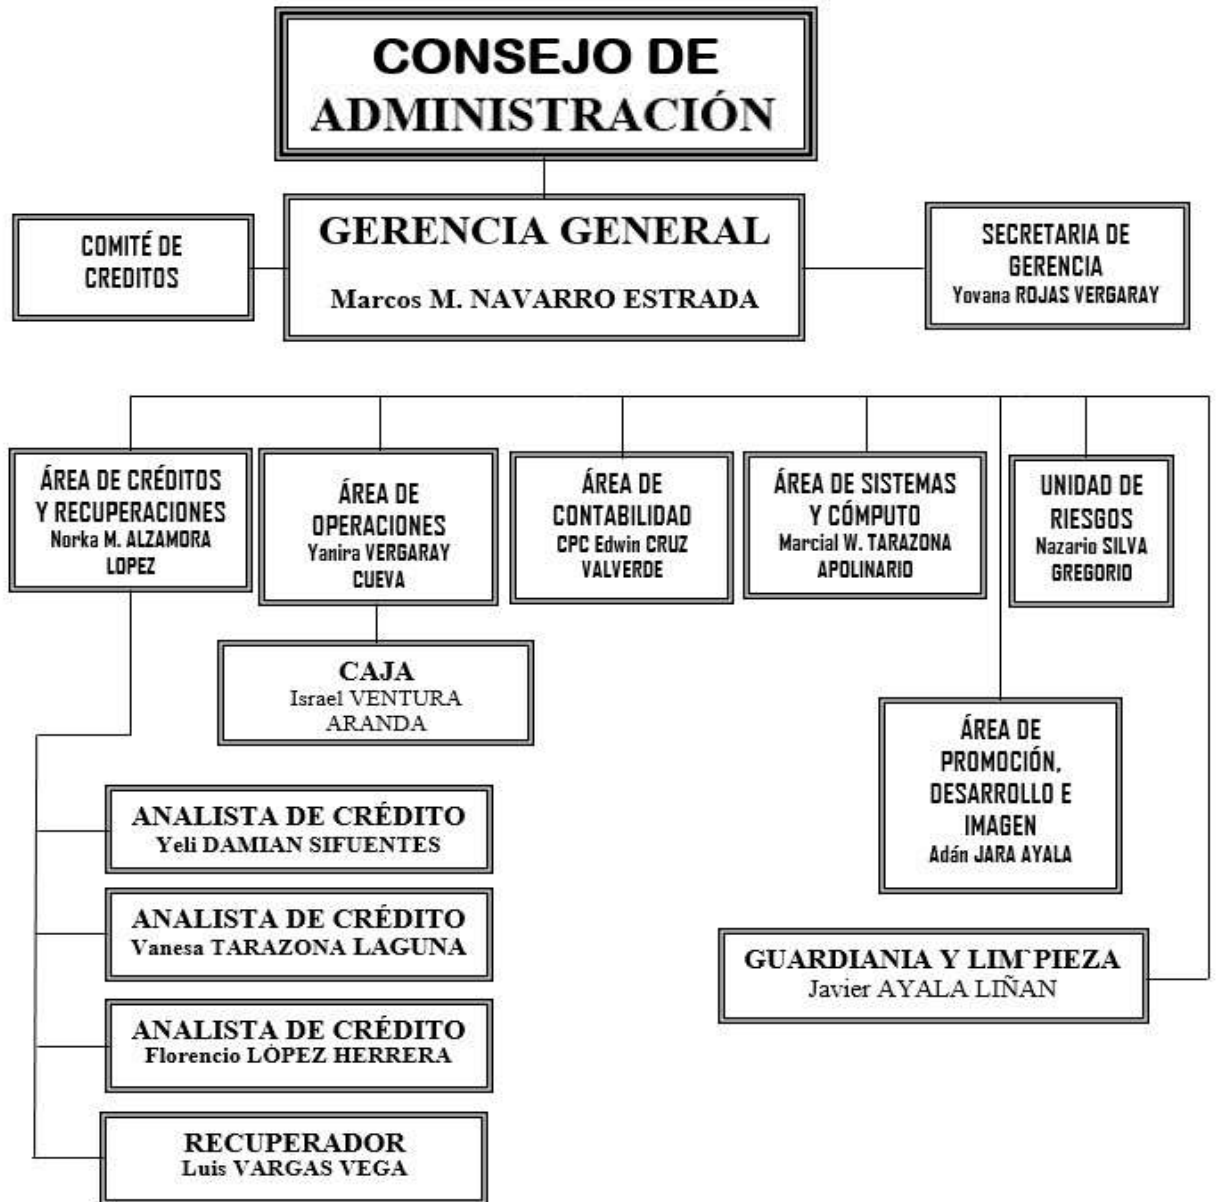 CONSEJO DE
ADMINISTRACIÓN
COMITÉ DE
CREDITOS
GERENCIA GENERAL
Marcos M. NAVARRO ESTRADA
SECRETARIA DE
GERENCIA
Yovana ROJAS VERGARAY
ÁREA DE CRÉDITOS
Y RECUPERACIONES
Norka M. ALZAMORA
LOPEZ
ÁREA DE
OPERACIONES
Yanira VERGARAY
CUEVA
ÁREA DE
CONTABILIDAD
CPC Edwin CRUZ
VALVERDE
ÁREA DE SISTEMAS
Y CÓMPUTO
Marcial W. TARAZONA
APOLINARIO
UNIDAD DE
RIESGOS
Nazario SILVA
GREGORIO
CAJA
Israel VENTURA
ARANDA
ÁREA DE
PROMOCIÓN,
DESARROLLO E
IMAGEN
Adán JARA AYALA
ANALISTA DE CRÉDITO
Yeli DAMIAN SIFUENTES
ANALISTA DE CRÉDITO
Vanesa TARAZONA LAGUNA
GUARDIANIA Y LIM`PIEZA
Javier AYALA LIÑAN
ANALISTA DE CRÉDITO
Florencio LÓPEZ HERRERA
RECUPERADOR
Luis VARGAS VEGA